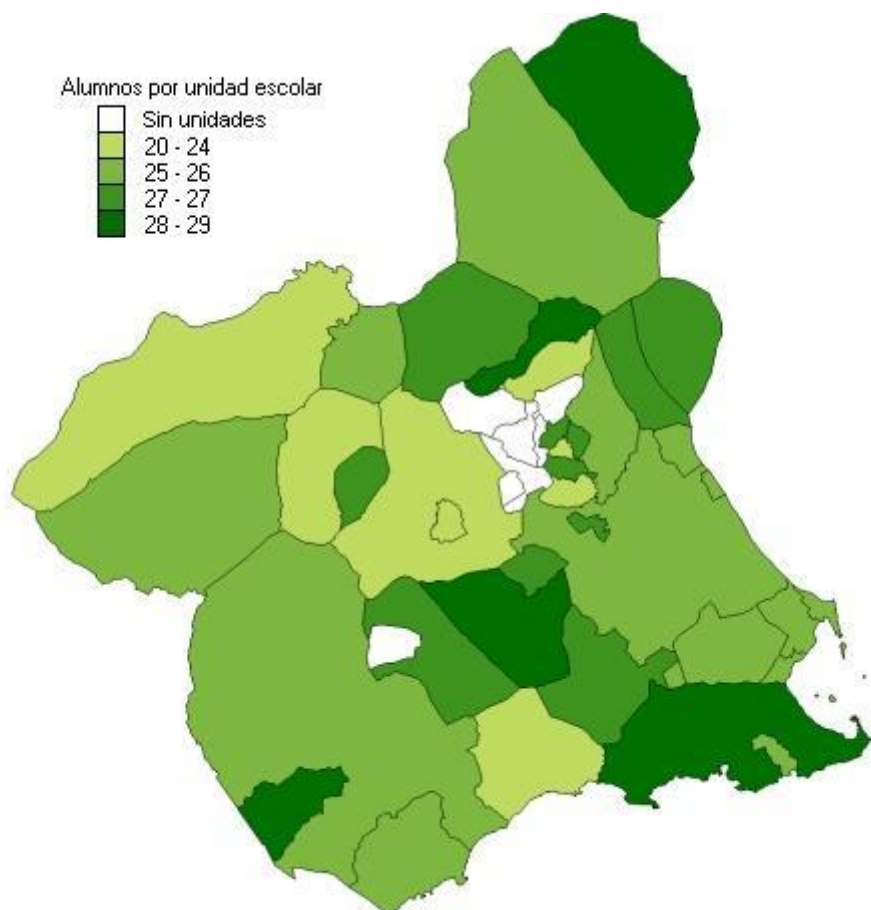 Alumnos por unidad escolar
Sin unidades
20 - 24
25 - 26
27 - 27
28 - 29